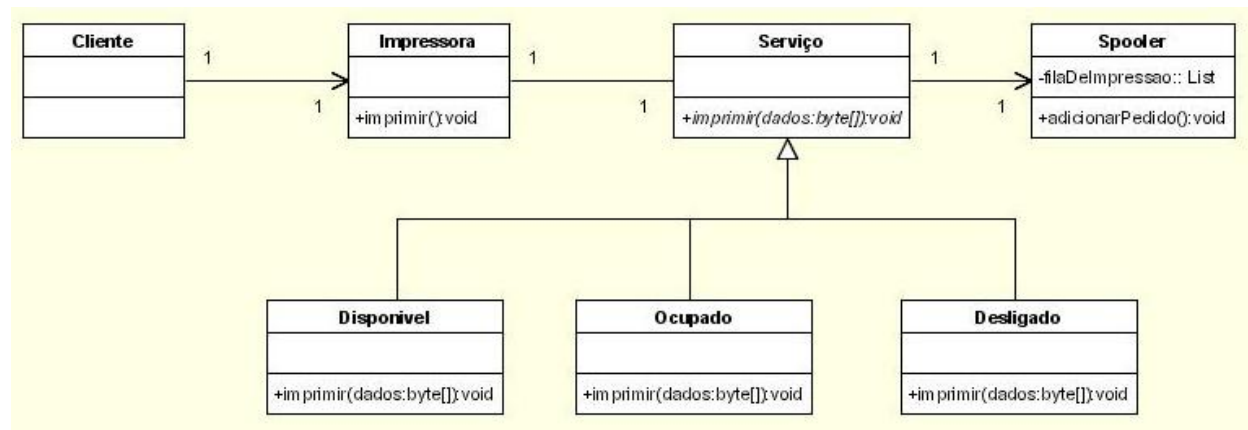 Cliente
1
1
Impressora
+imprimir():void
1
1
Serviço
+imprimir(dados:byte[]):void
1
1
Spooler
-filaDeImpressao:: List
+adicionarPedido():void
Disponivel
+imprimir(dados:byte[]):void
Ocupado
+imprimir(dados:byte[]):void
Desligado
+imprimir(dados:byte[]):void